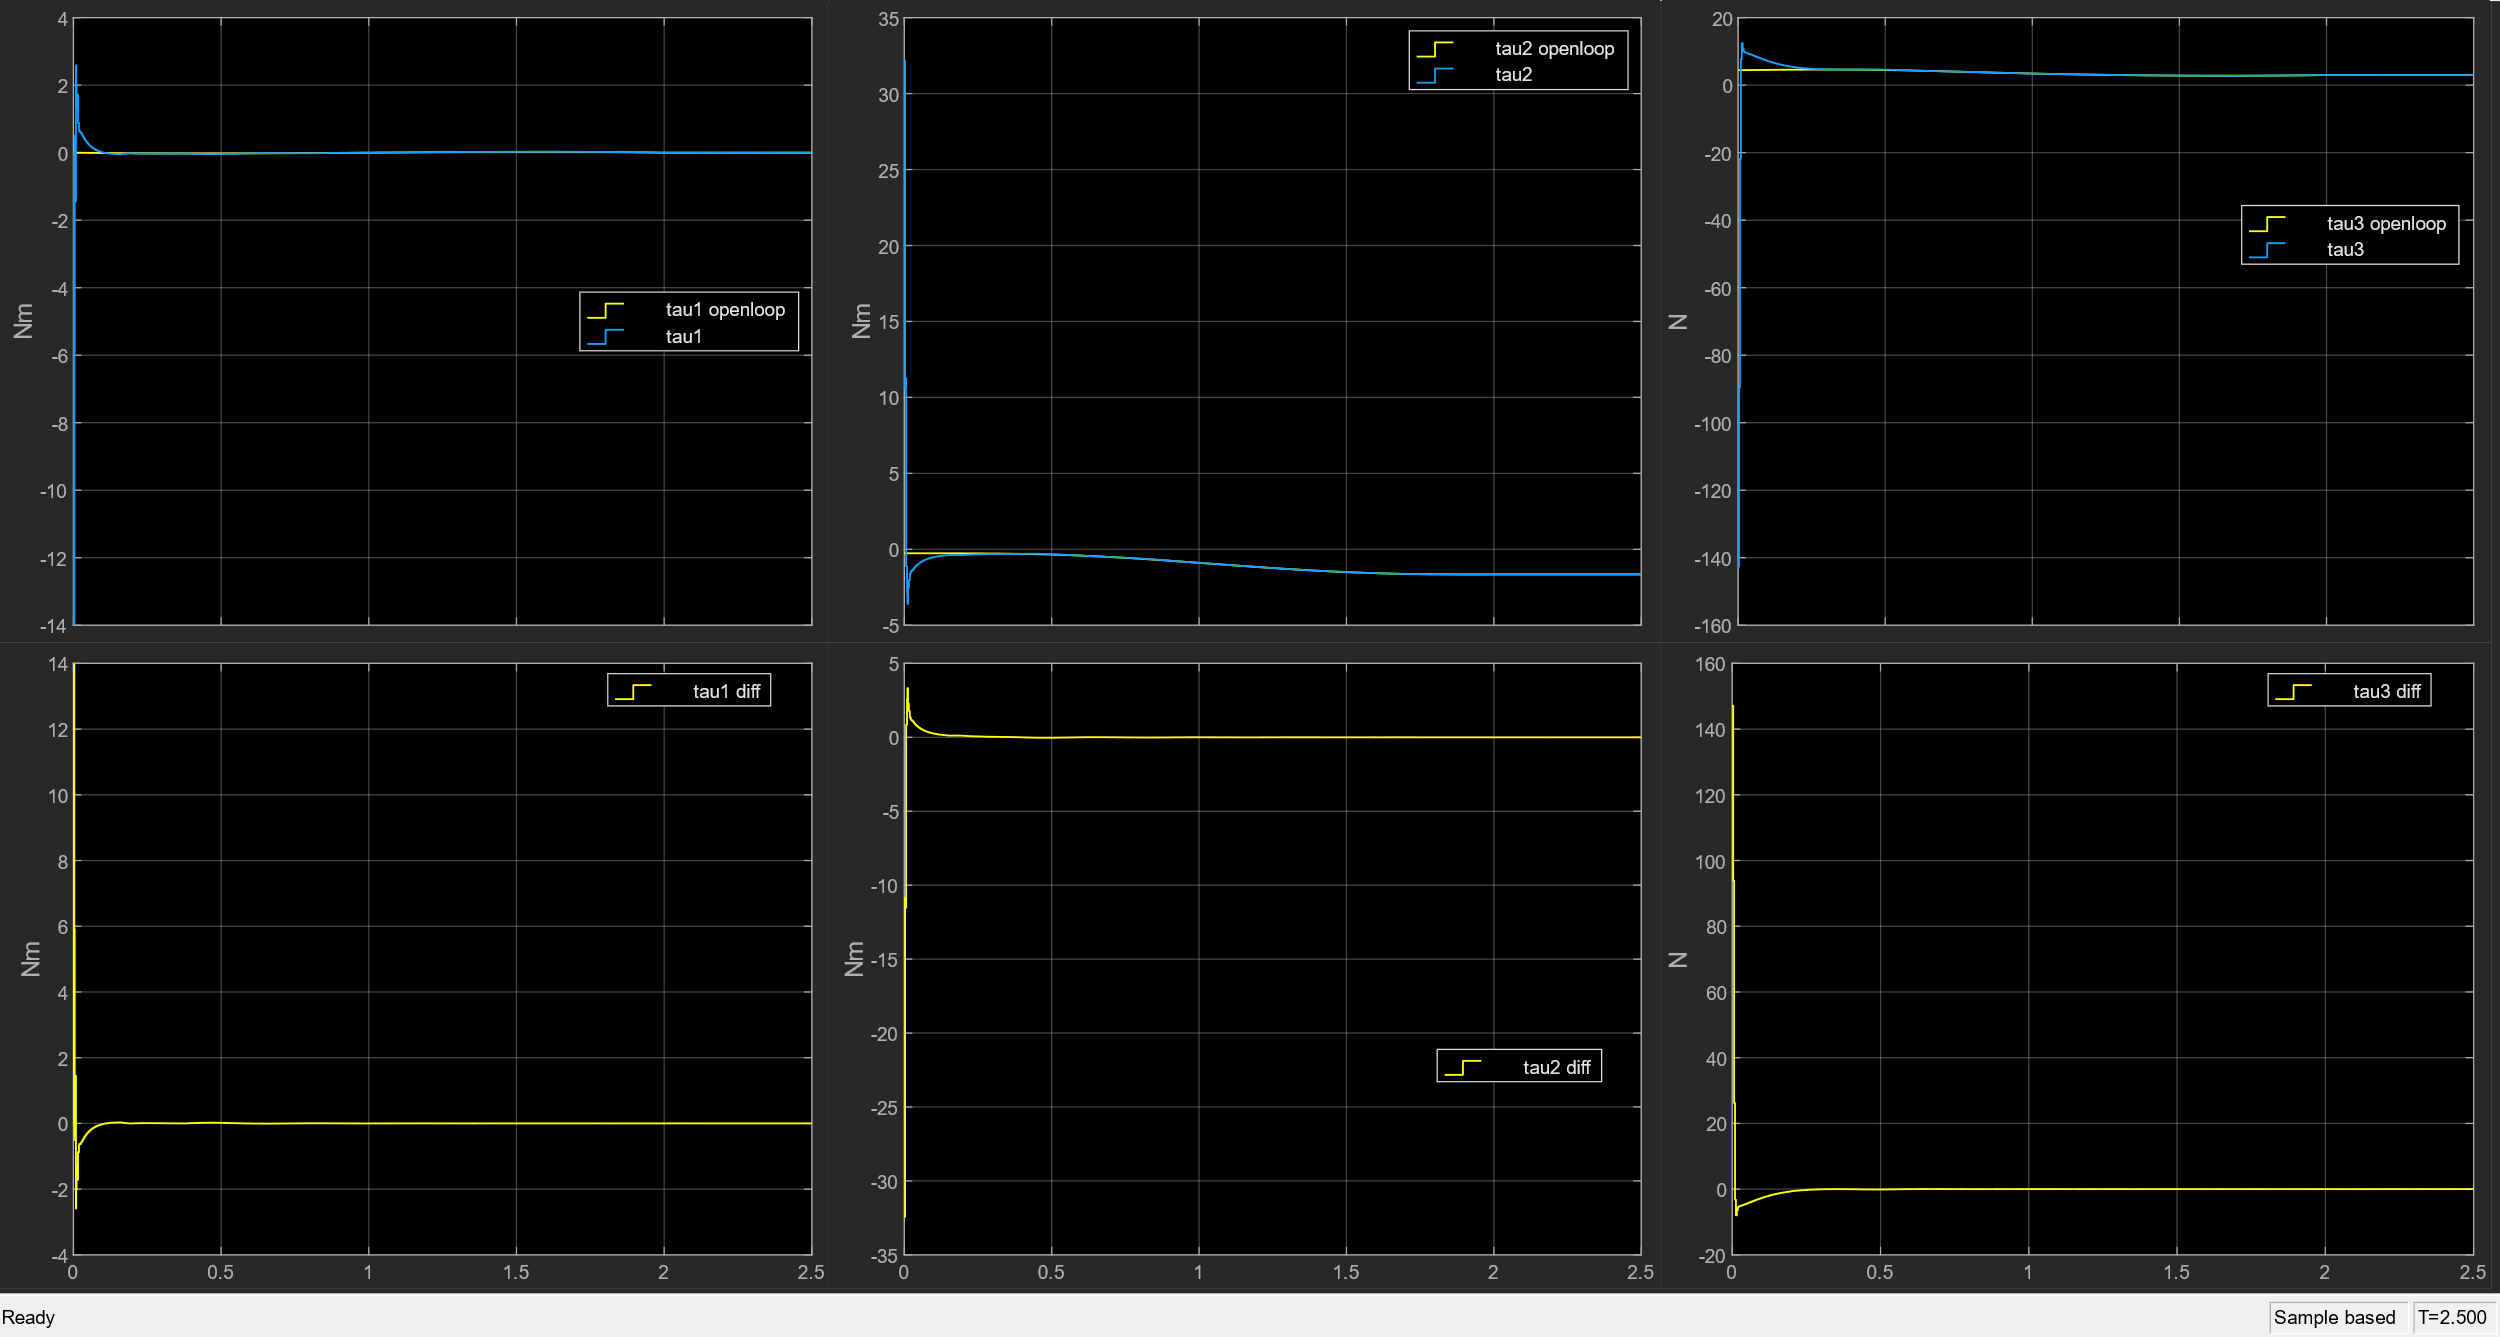 4
2
0
-2
-4
-6
-8
-10
-12
-14
Nm
tau1 openloop
tau1
35
30
25
20
15
10
5
0
-5
Nm
tau2 openloop
tau2
20
0
-20
-40
-60
-80
-100
-120
-140
-160
N
tau3 openloop
tau3
14
12
10
8
6
4
2
0
-2
-4
Nm
tau1 diff
0 0.5 1 1.5 2 2.5
5
0
-5
-10
-15
-20
-25
-30
-35
Nm
tau2 diff
0 0.5 1 1.5 2 2.5
160
140
120
100
80
60
40
20
0
-20
N
tau3 diff
0 0.5 1 1.5 2 2.5
Ready
Sample based
T=2.500